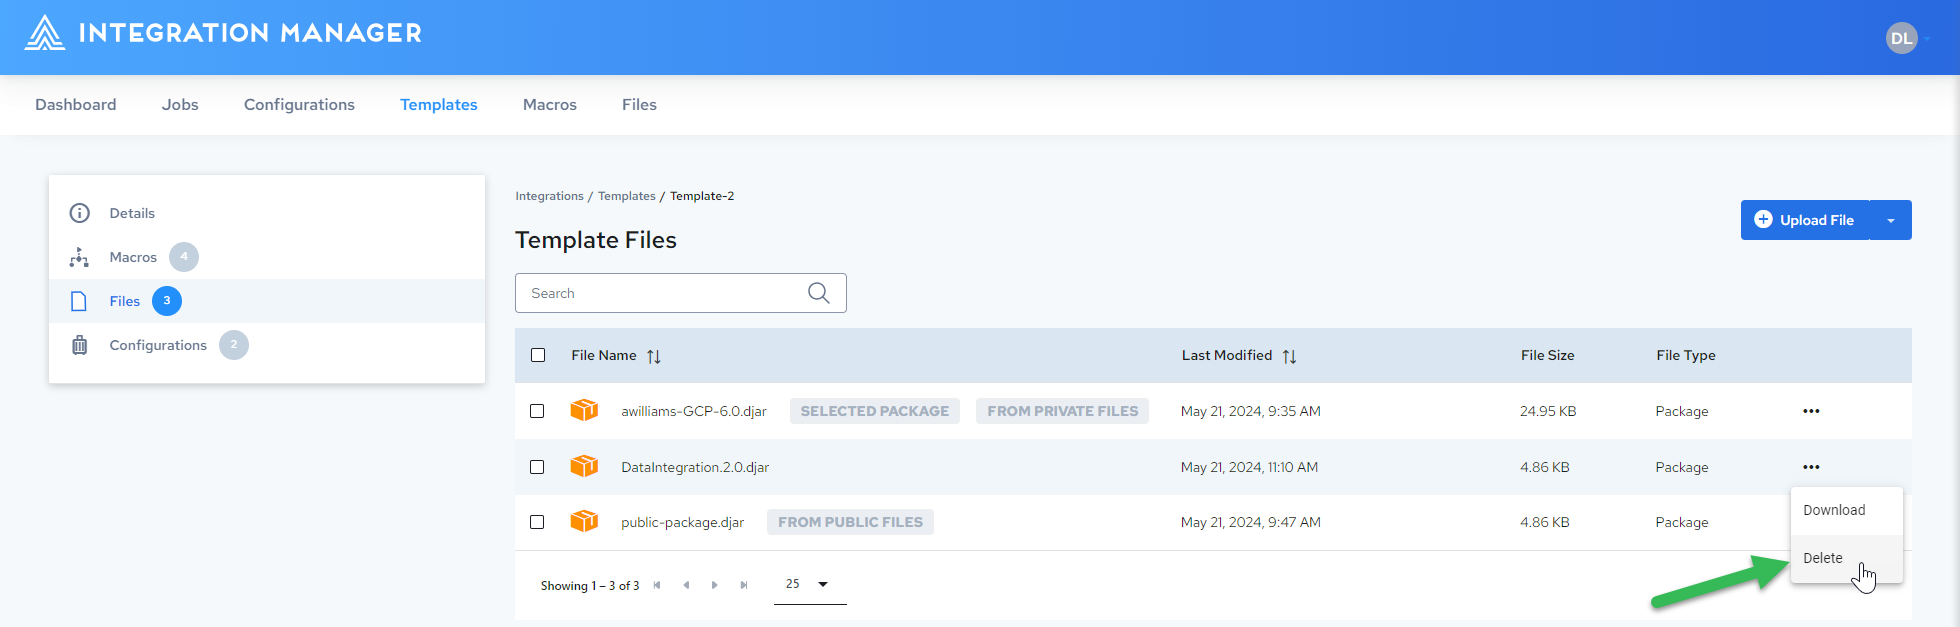 INTEGRATION MANAGER
DL
Dashboard Jobs Configurations Templates Macros Files
Details
Macros 4
Files 3
Configurations 2
Integrations / Templates / Template-2
Template Files
Upload File
Search
File Name Last Modified File Size File Type
awilliams-GCP-6.0.djar SELECTED PACKAGE FROM PRIVATE FILES May 21, 2024, 9:35 AM 24.95 KB Package
DataIntegration.2.0.djar May 21, 2024, 11:10 AM 4.86 KB Package
public-package.djar FROM PUBLIC FILES May 21, 2024, 9:47 AM 4.86 KB Package
Download
Delete
Showing 1 – 3 of 3 25